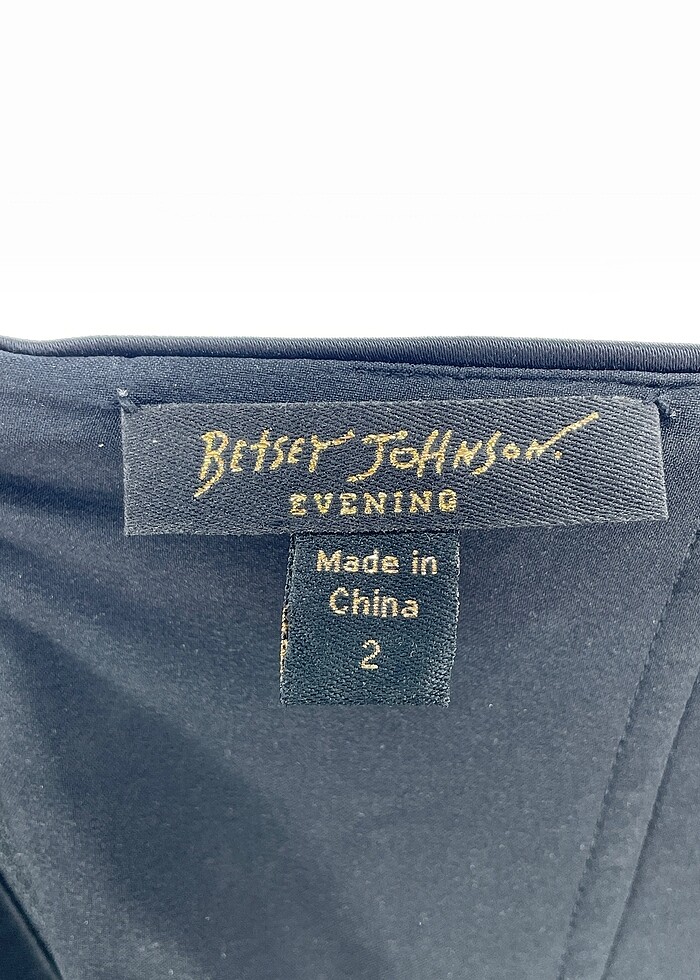 BETSEY JOHNSON.
EVENING
Made in
China
2